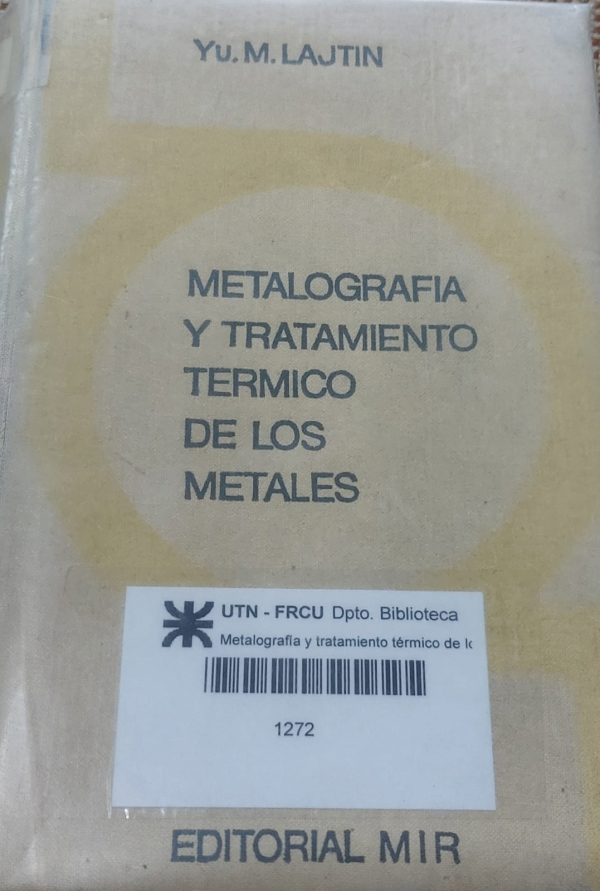 Yu. M. LAJTIN
METALOGRAFIA
Y TRATAMIENTO
TERMICO
DE LOS
METALES
UTN - FRCU Dpto. Biblioteca
Metalografía y tratamiento térmico de lo
1272
EDITORIAL MIR